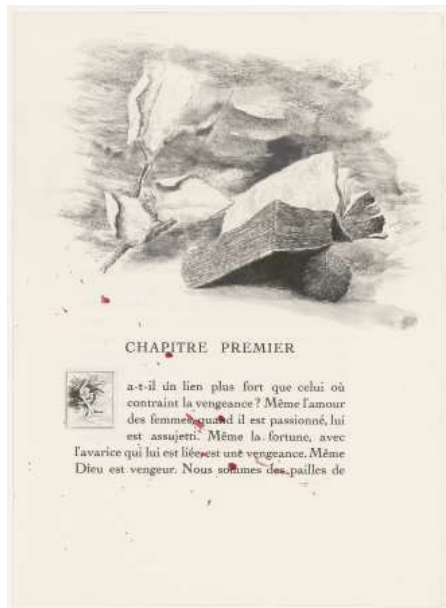 CHAPITRE PREMIER
a-t-il un lien plus fort que celui où
contraint la vengeance ? Même l'amour
des femmes, quand il est passionné, lui
est assujetti. Même la fortune, avec
l'avarice qui lui est liée, est une vengeance. Même
Dieu est vengeur. Nous sommes des pailles de